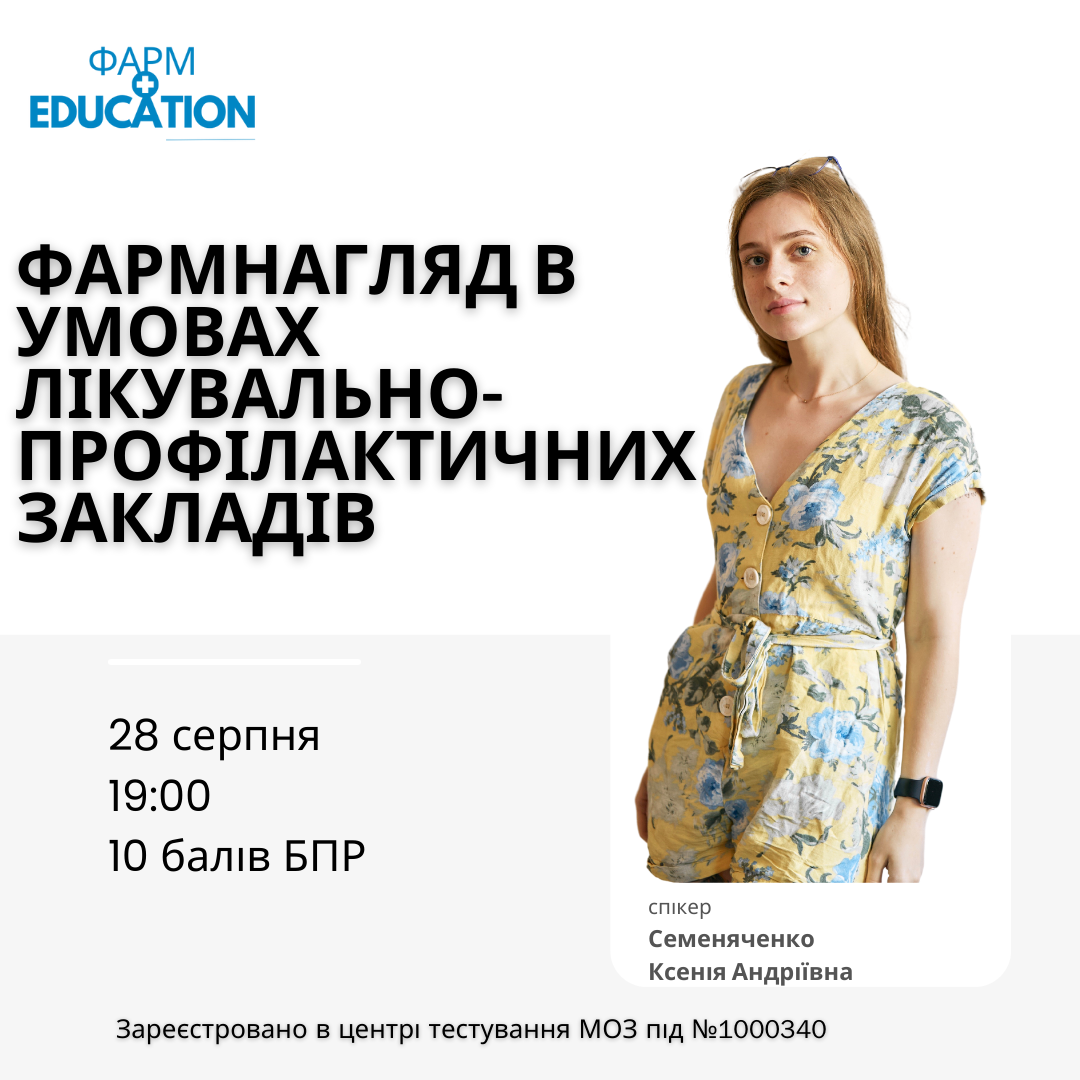 ФАРМ
EDUCATION
ФАРМНАГЛЯД В
УМОВАХ
ЛІКУВАЛЬНО-
ПРОФІЛАКТИЧНИХ
ЗАКЛАДІВ
28 серпня
19:00
10 балів БПР
спікер
Семеняченко
Ксенія Андріївна
Зареєстровано в центрі тестування МОЗ під №1000340